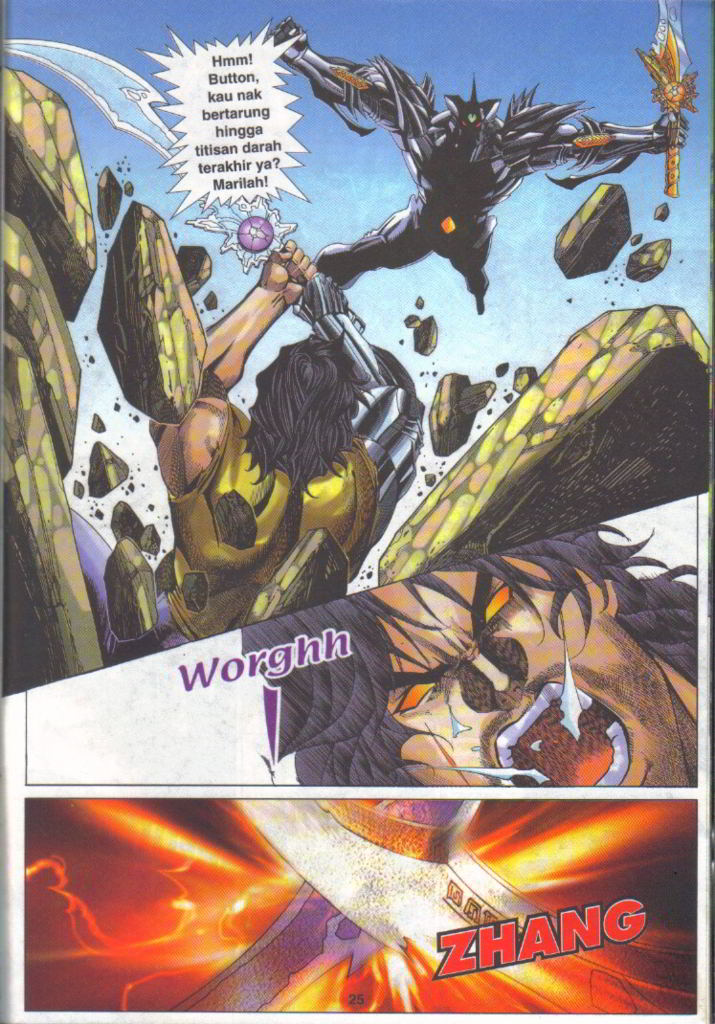 Hmm!
Button,
kau nak
bertarung
hingga
titisan darah
terakhir ya?
Marilah!
Worghh
ZHANG
25